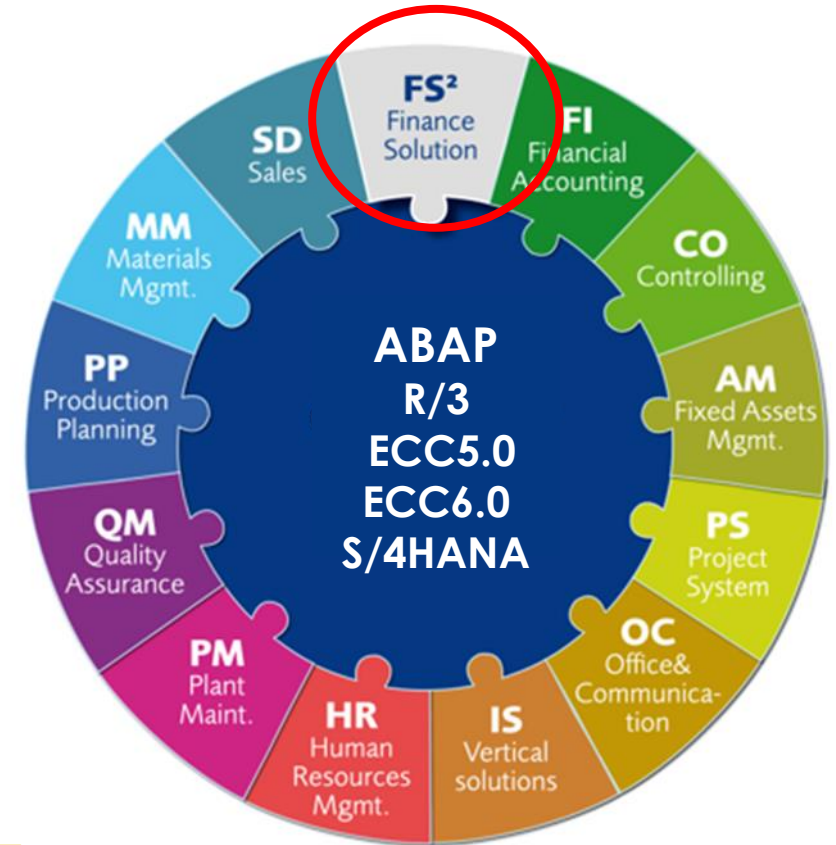 FS²
Finance
Solution
FI
Financial
Accounting
CO
Controlling
AM
Fixed Assets
Mgmt.
PS
Project
System
OC
Office&
Communica-
tion
IS
Vertical
solutions
HR
Human
Resources
Mgmt.
PM
Plant
Maint.
QM
Quality
Assurance
PP
Production
Planning
MM
Materials
Mgmt.
SD
Sales
ABAP
R/3
ECC5.0
ECC6.0
S/4HANA